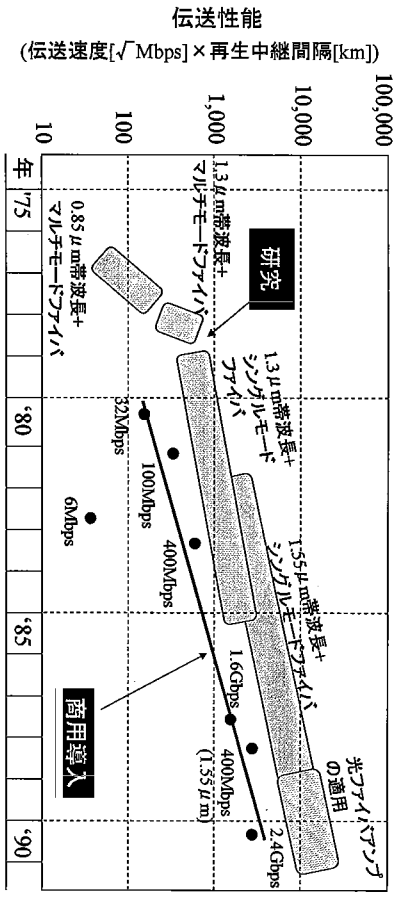 伝送性能
(伝送速度[√Mbps]×再生中継間隔[km])
100,000
10,000
1,000
100
10
年
'75
'80
'85
'90
0.85μm帯波長+
マルチモードファイバ
1.3μm帯波長+
マルチモードファイバ
研究
1.3μm帯波長+
シングルモード
ファイバ
1.55μm帯波長+
シングルモードファイバ
光ファイバアンプ
の適用
32Mbps
100Mbps
6Mbps
400Mbps
1.6Gbps
400Mbps
(1.55μm)
2.4Gbps
商用導入